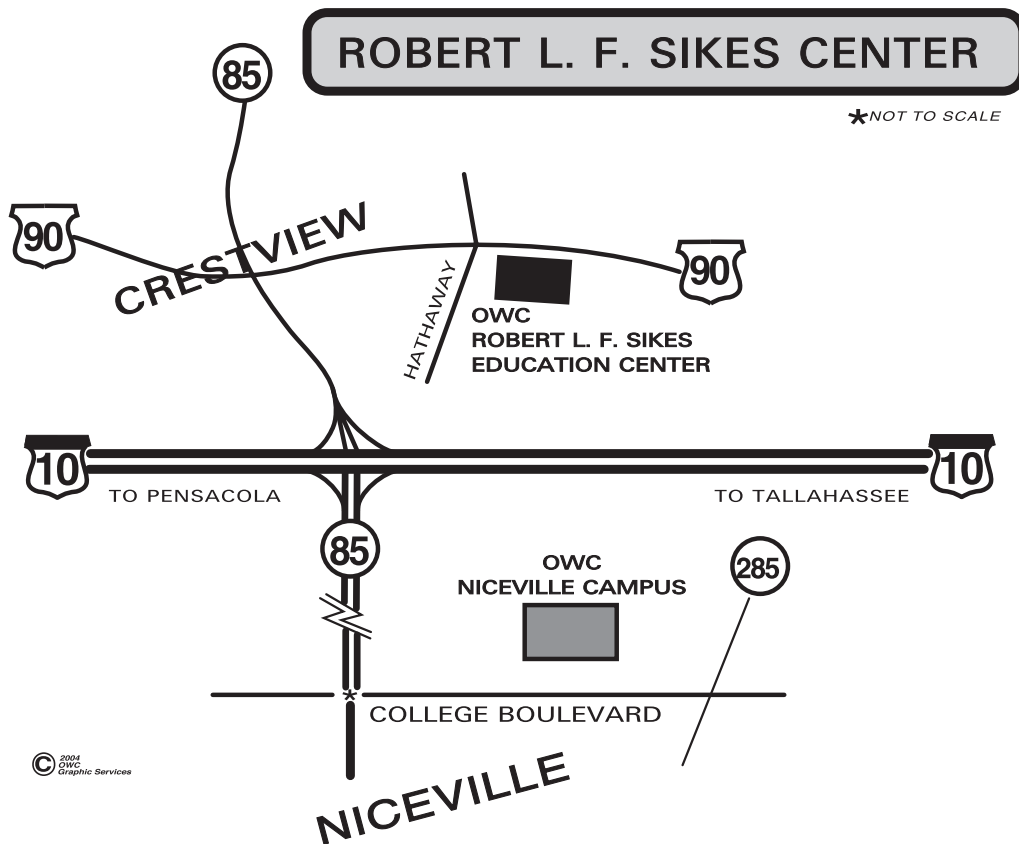 ROBERT L. F. SIKES CENTER
85
*NOT TO SCALE
90
CRESTVIEW
90
HATHAWAY
OWC
ROBERT L. F. SIKES
EDUCATION CENTER
10
10
TO PENSACOLA
TO TALLAHASSEE
85
OWC
NICEVILLE CAMPUS
285
*
COLLEGE BOULEVARD
© 2004
OWC
Graphic Services
NICEVILLE